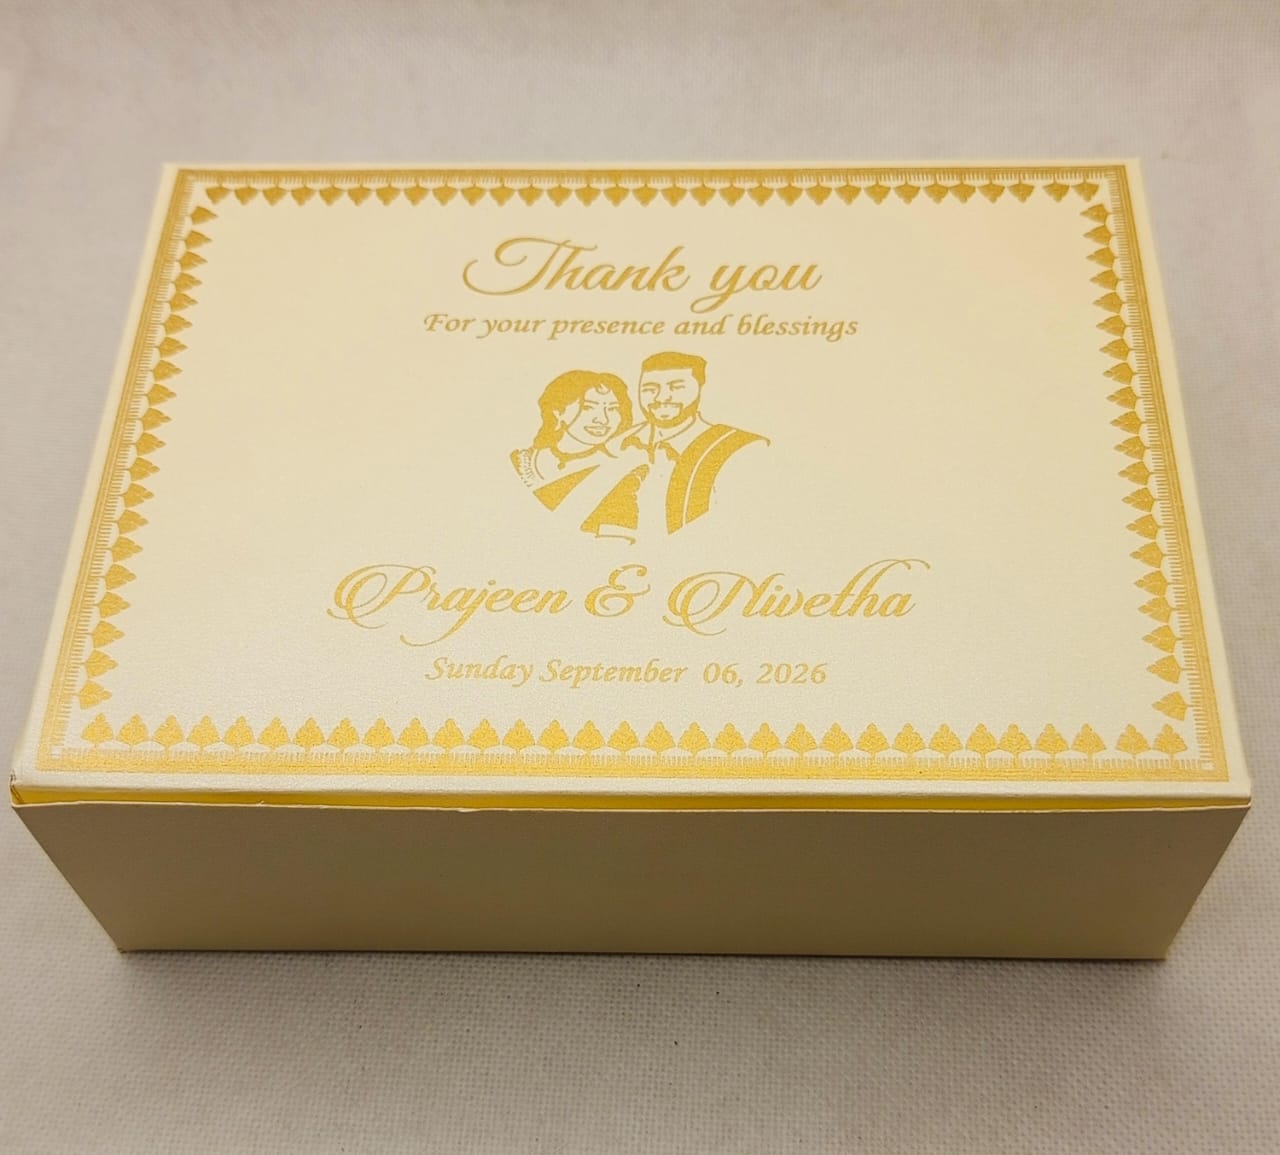 Thank you
For your presence and blessings
Prajeen & Nivetha
Sunday September 06, 2026